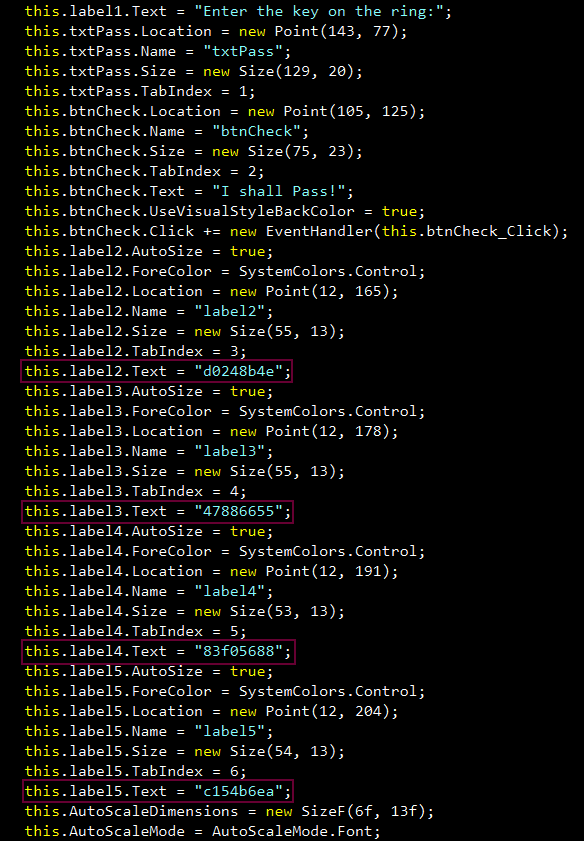 this.label1.Text = "Enter the key on the ring:";
this.txtPass.Location = new Point(143, 77);
this.txtPass.Name = "txtPass";
this.txtPass.Size = new Size(129, 20);
this.txtPass.TabIndex = 1;
this.btnCheck.Location = new Point(105, 125);
this.btnCheck.Name = "btnCheck";
this.btnCheck.Size = new Size(75, 23);
this.btnCheck.TabIndex = 2;
this.btnCheck.Text = "I shall Pass!";
this.btnCheck.UseVisualStyleBackColor = true;
this.btnCheck.Click += new EventHandler(this.btnCheck_Click);
this.label2.AutoSize = true;
this.label2.ForeColor = SystemColors.Control;
this.label2.Location = new Point(12, 165);
this.label2.Name = "label2";
this.label2.Size = new Size(55, 13);
this.label2.TabIndex = 3;
this.label2.Text = "d0248b4e";
this.label3.AutoSize = true;
this.label3.ForeColor = SystemColors.Control;
this.label3.Location = new Point(12, 178);
this.label3.Name = "label3";
this.label3.Size = new Size(55, 13);
this.label3.TabIndex = 4;
this.label3.Text = "47886655";
this.label4.AutoSize = true;
this.label4.ForeColor = SystemColors.Control;
this.label4.Location = new Point(12, 191);
this.label4.Name = "label4";
this.label4.Size = new Size(53, 13);
this.label4.TabIndex = 5;
this.label4.Text = "83f05688";
this.label5.AutoSize = true;
this.label5.ForeColor = SystemColors.Control;
this.label5.Location = new Point(12, 204);
this.label5.Name = "label5";
this.label5.Size = new Size(54, 13);
this.label5.TabIndex = 6;
this.label5.Text = "c154b6ea";
this.AutoScaleDimensions = new SizeF(6f, 13f);
this.AutoScaleMode = AutoScaleMode.Font;